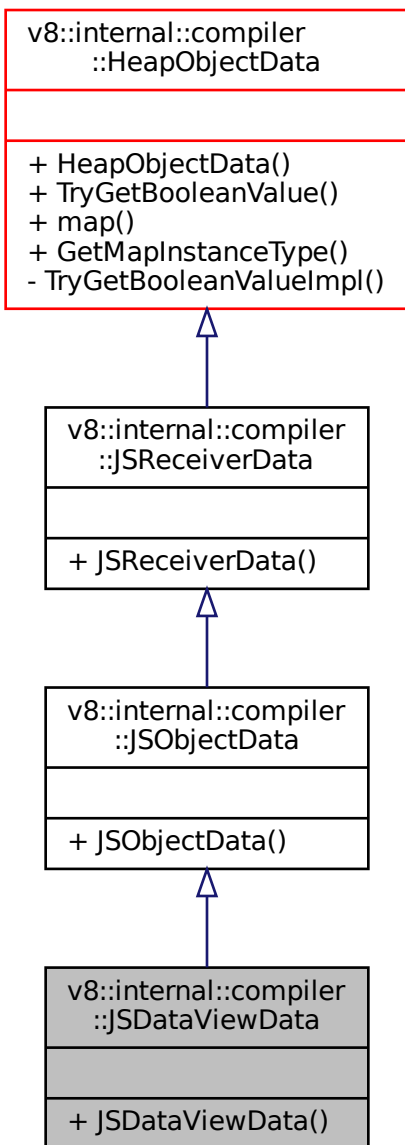 v8::internal::compiler
::HeapObjectData
+ HeapObjectData()
+ TryGetBooleanValue()
+ map()
+ GetMapInstanceType()
- TryGetBooleanValueImpl()
v8::internal::compiler
::JSReceiverData
+ JSReceiverData()
v8::internal::compiler
::JSObjectData
+ JSObjectData()
v8::internal::compiler
::JSDataViewData
+ JSDataViewData()